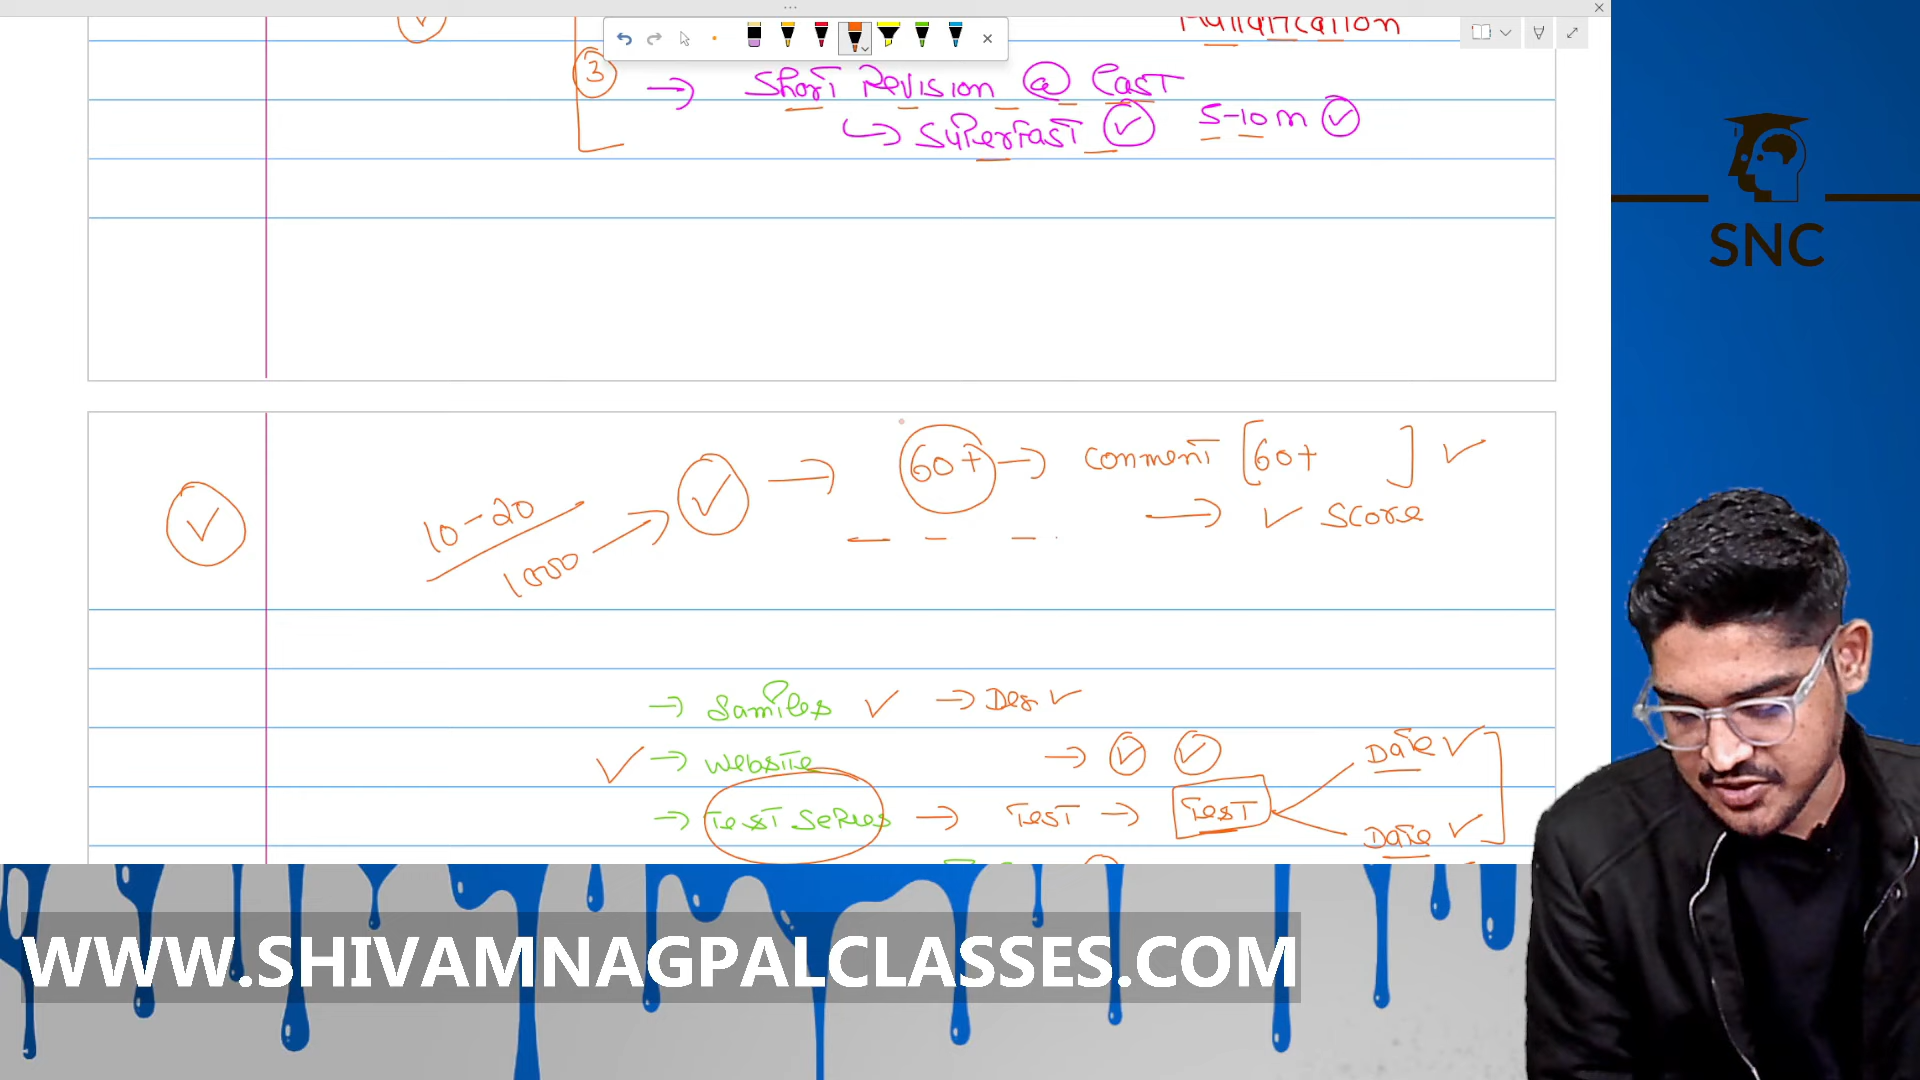 ③ → Short Revision @ Last
↳ Superfast ✓ 5-10 m ✓
SNC
60+ → comment [60+ ] ✓
10-20
1000 → ✓ →
→ ✓ Score
→ Samples ✓ → Des ✓
✓ → website → ✓ ✓
Date ✓
→ Test Series → Test → Test
Date ✓
WWW.SHIVAMNAGPALCLASSES.COM